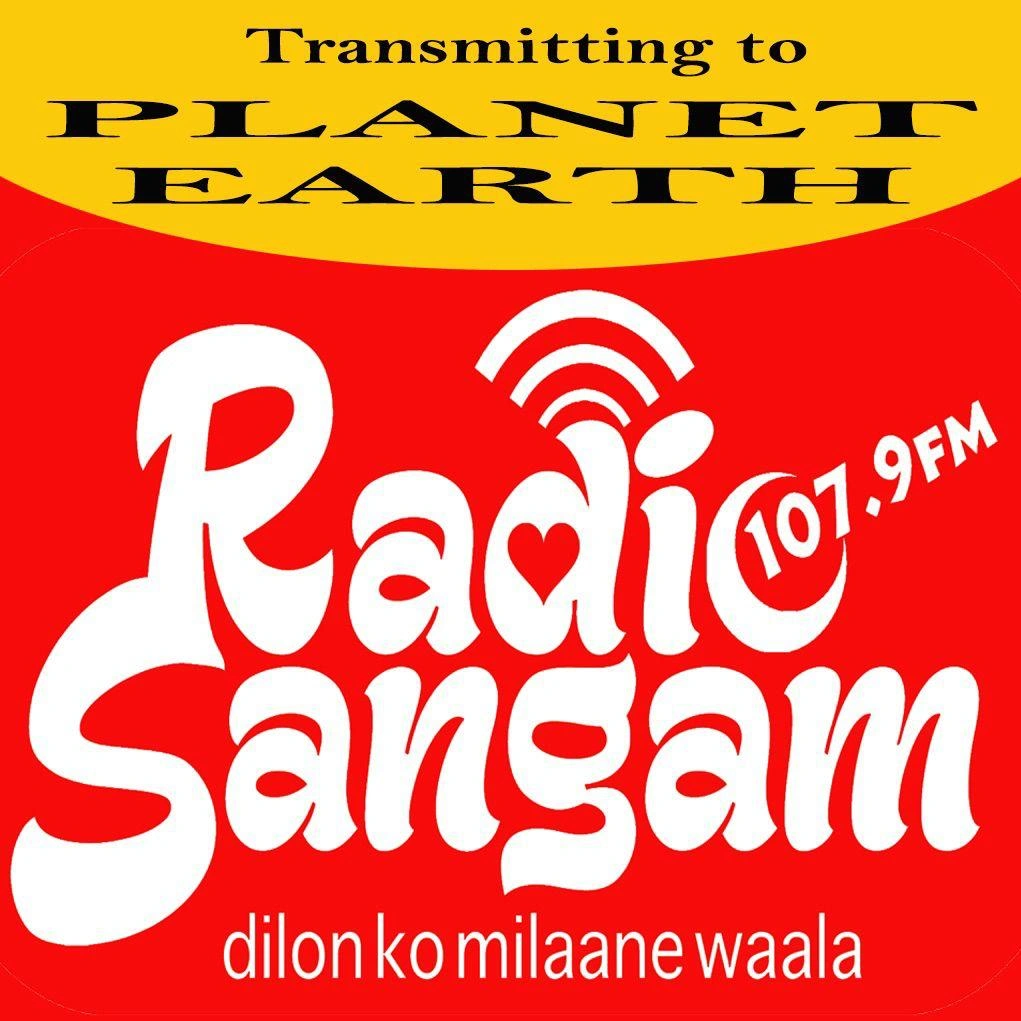 Transmitting to
PLANET
EARTH
Radio
107.9FM
Sangam
dilon ko milaane waala